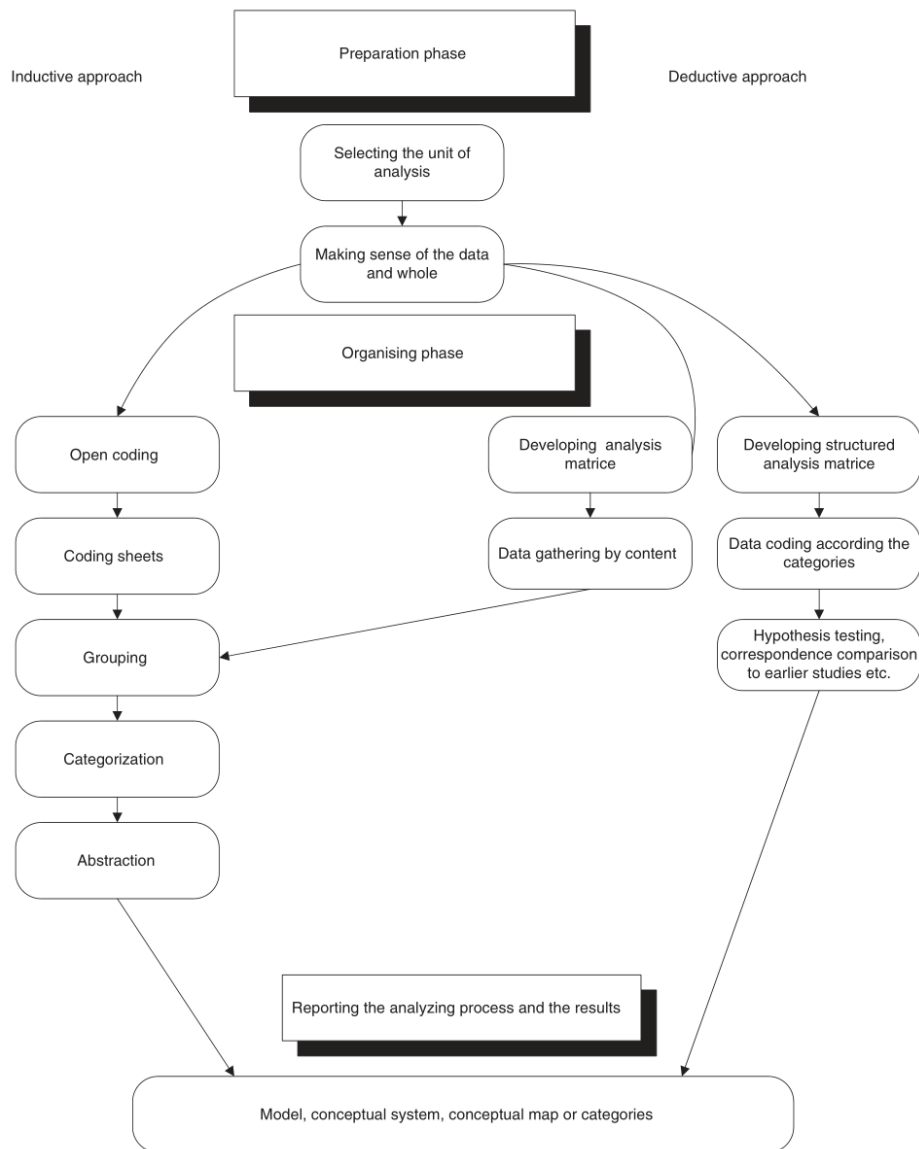 Preparation phase
Inductive approach
Deductive approach
Selecting the unit of
analysis
Making sense of the data
and whole
Organising phase
Open coding
Developing analysis
matrice
Developing structured
analysis matrice
Coding sheets
Data gathering by content
Data coding according the
categories
Grouping
Hypothesis testing,
correspondence comparison
to earlier studies etc.
Categorization
Abstraction
Reporting the analyzing process and the results
Model, conceptual system, conceptual map or categories